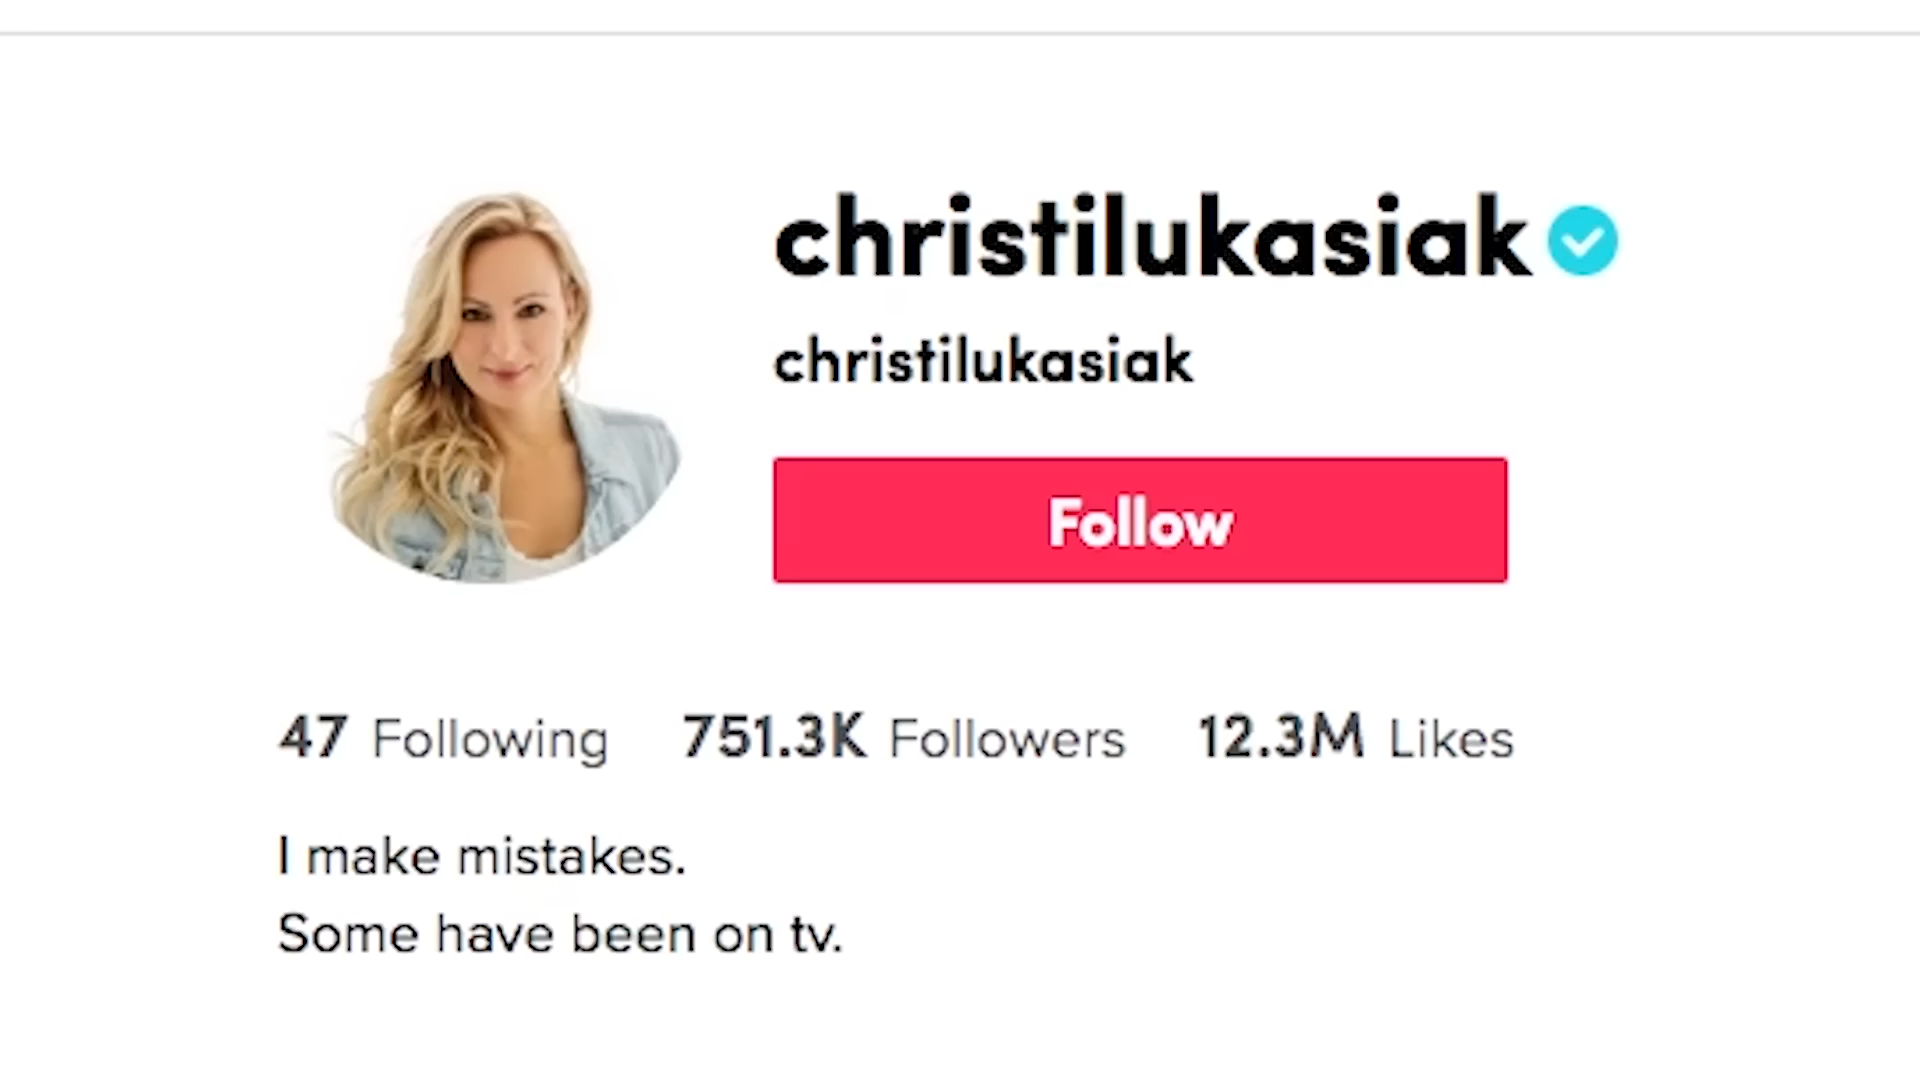 christilukasiak
christilukasiak
Follow
47 Following 751.3K Followers 12.3M Likes
I make mistakes.
Some have been on tv.